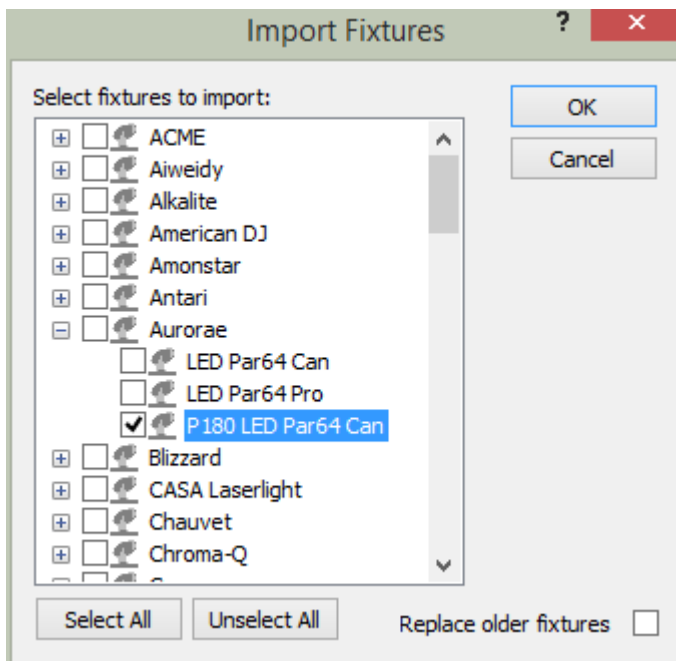 Import Fixtures ? ×
Select fixtures to import:
OK
Cancel
ACME
Aiweidy
Alkalite
American DJ
Amonstar
Antari
Aurorae
LED Par64 Can
LED Par64 Pro
P180 LED Par64 Can
Blizzard
CASA Laserlight
Chauvet
Chroma-Q
Select All
Unselect All
Replace older fixtures